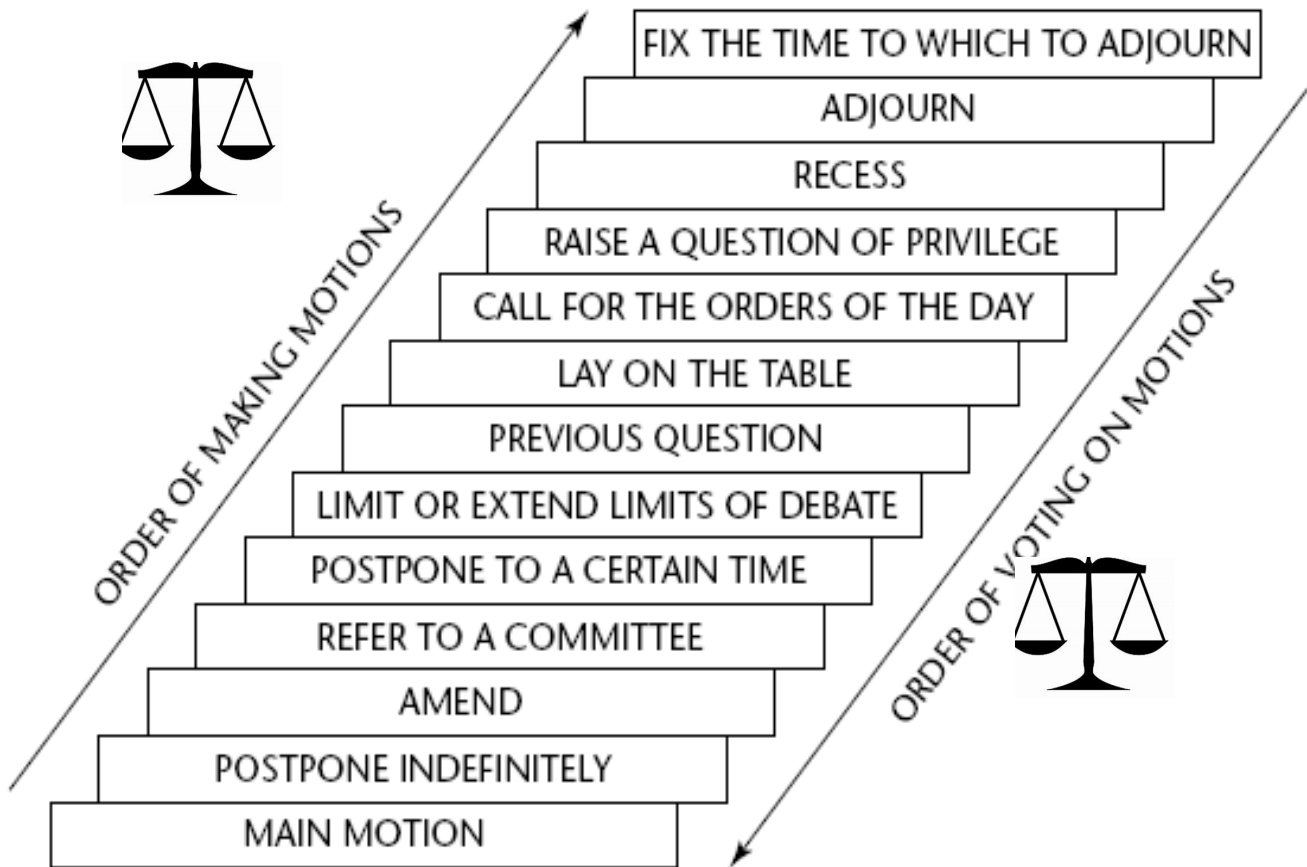 FIX THE TIME TO WHICH TO ADJOURN
ADJOURN
RECESS
RAISE A QUESTION OF PRIVILEGE
CALL FOR THE ORDERS OF THE DAY
LAY ON THE TABLE
PREVIOUS QUESTION
LIMIT OR EXTEND LIMITS OF DEBATE
POSTPONE TO A CERTAIN TIME
REFER TO A COMMITTEE
AMEND
POSTPONE INDEFINITELY
MAIN MOTION
ORDER OF MAKING MOTIONS
ORDER OF VOTING ON MOTIONS